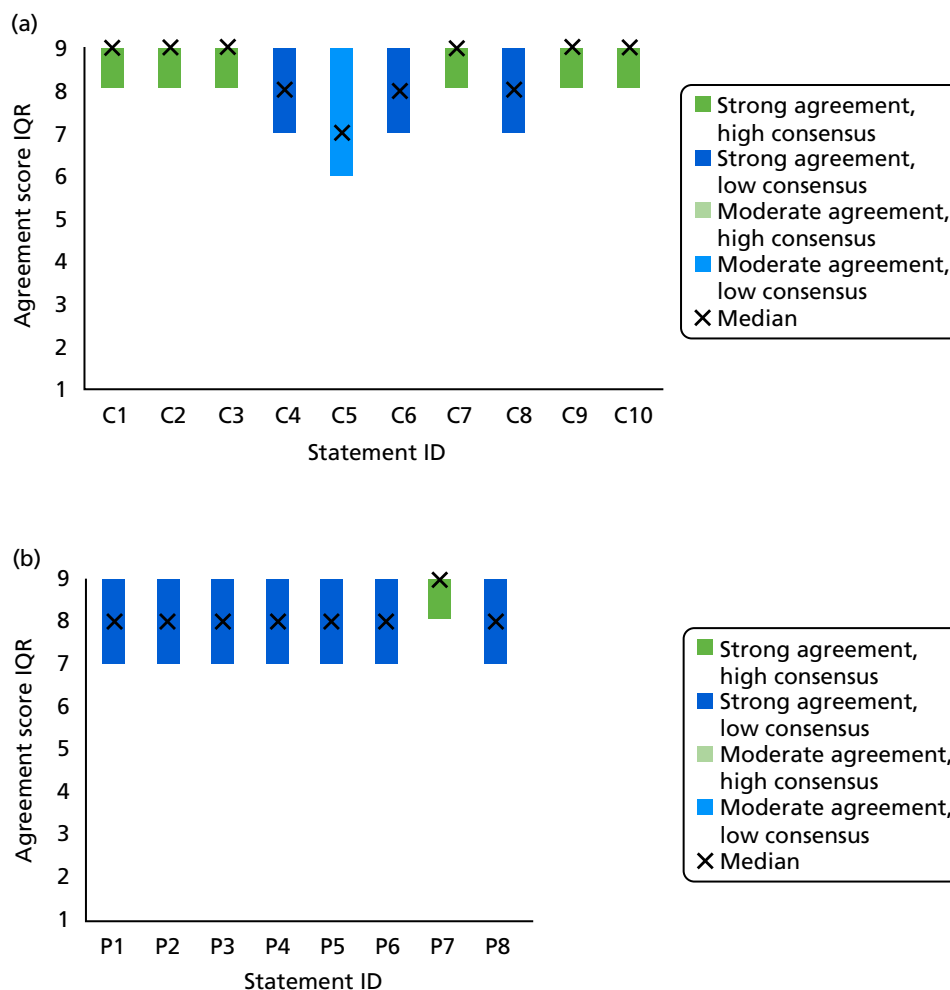 (a)
9
8
7
6
5
4
3
2
1
Agreement score IQR
C1 C2 C3 C4 C5 C6 C7 C8 C9 C10
Statement ID
Strong agreement,
high consensus
Strong agreement,
low consensus
Moderate agreement,
high consensus
Moderate agreement,
low consensus
Median
(b)
9
8
7
6
5
4
3
2
1
Agreement score IQR
P1 P2 P3 P4 P5 P6 P7 P8
Statement ID
Strong agreement,
high consensus
Strong agreement,
low consensus
Moderate agreement,
high consensus
Moderate agreement,
low consensus
Median